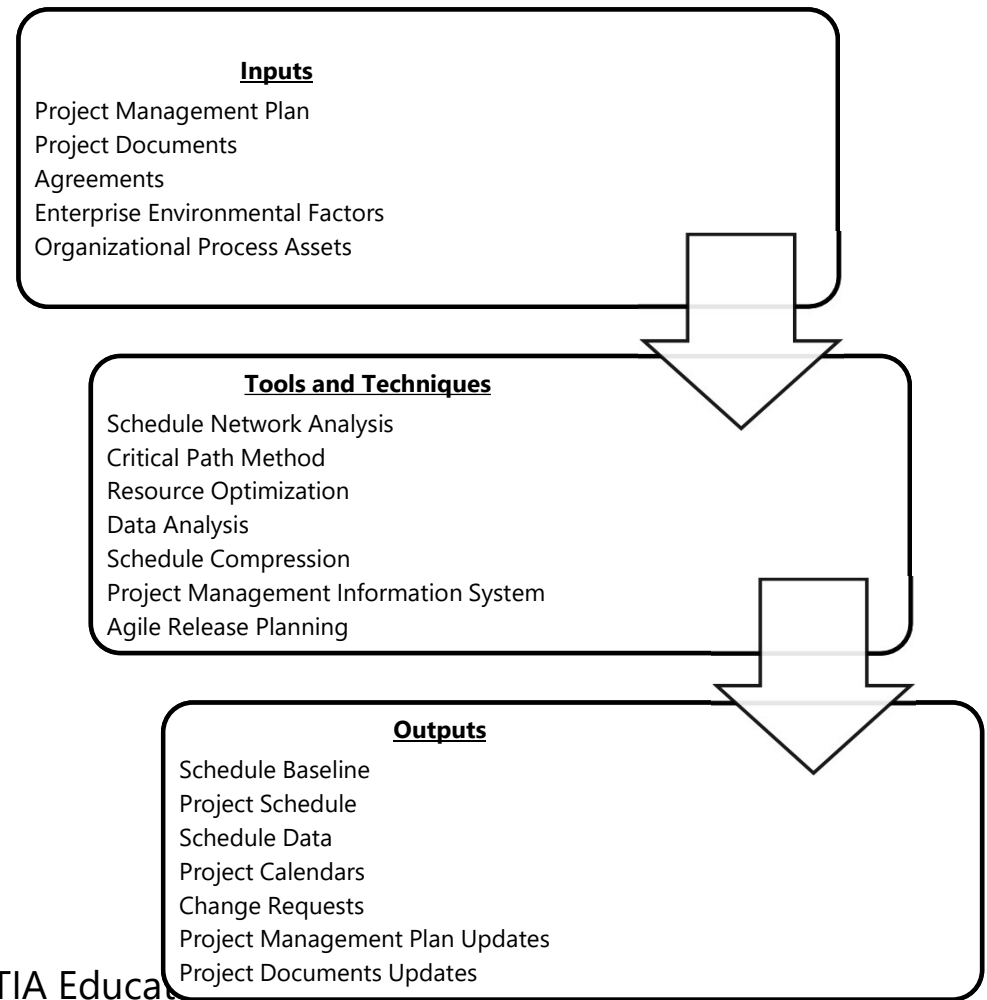 Inputs
Project Management Plan
Project Documents
Agreements
Enterprise Environmental Factors
Organizational Process Assets
Tools and Techniques
Schedule Network Analysis
Critical Path Method
Resource Optimization
Data Analysis
Schedule Compression
Project Management Information System
Agile Release Planning
Outputs
Schedule Baseline
Project Schedule
Schedule Data
Project Calendars
Change Requests
Project Management Plan Updates
Project Documents Updates
TIA